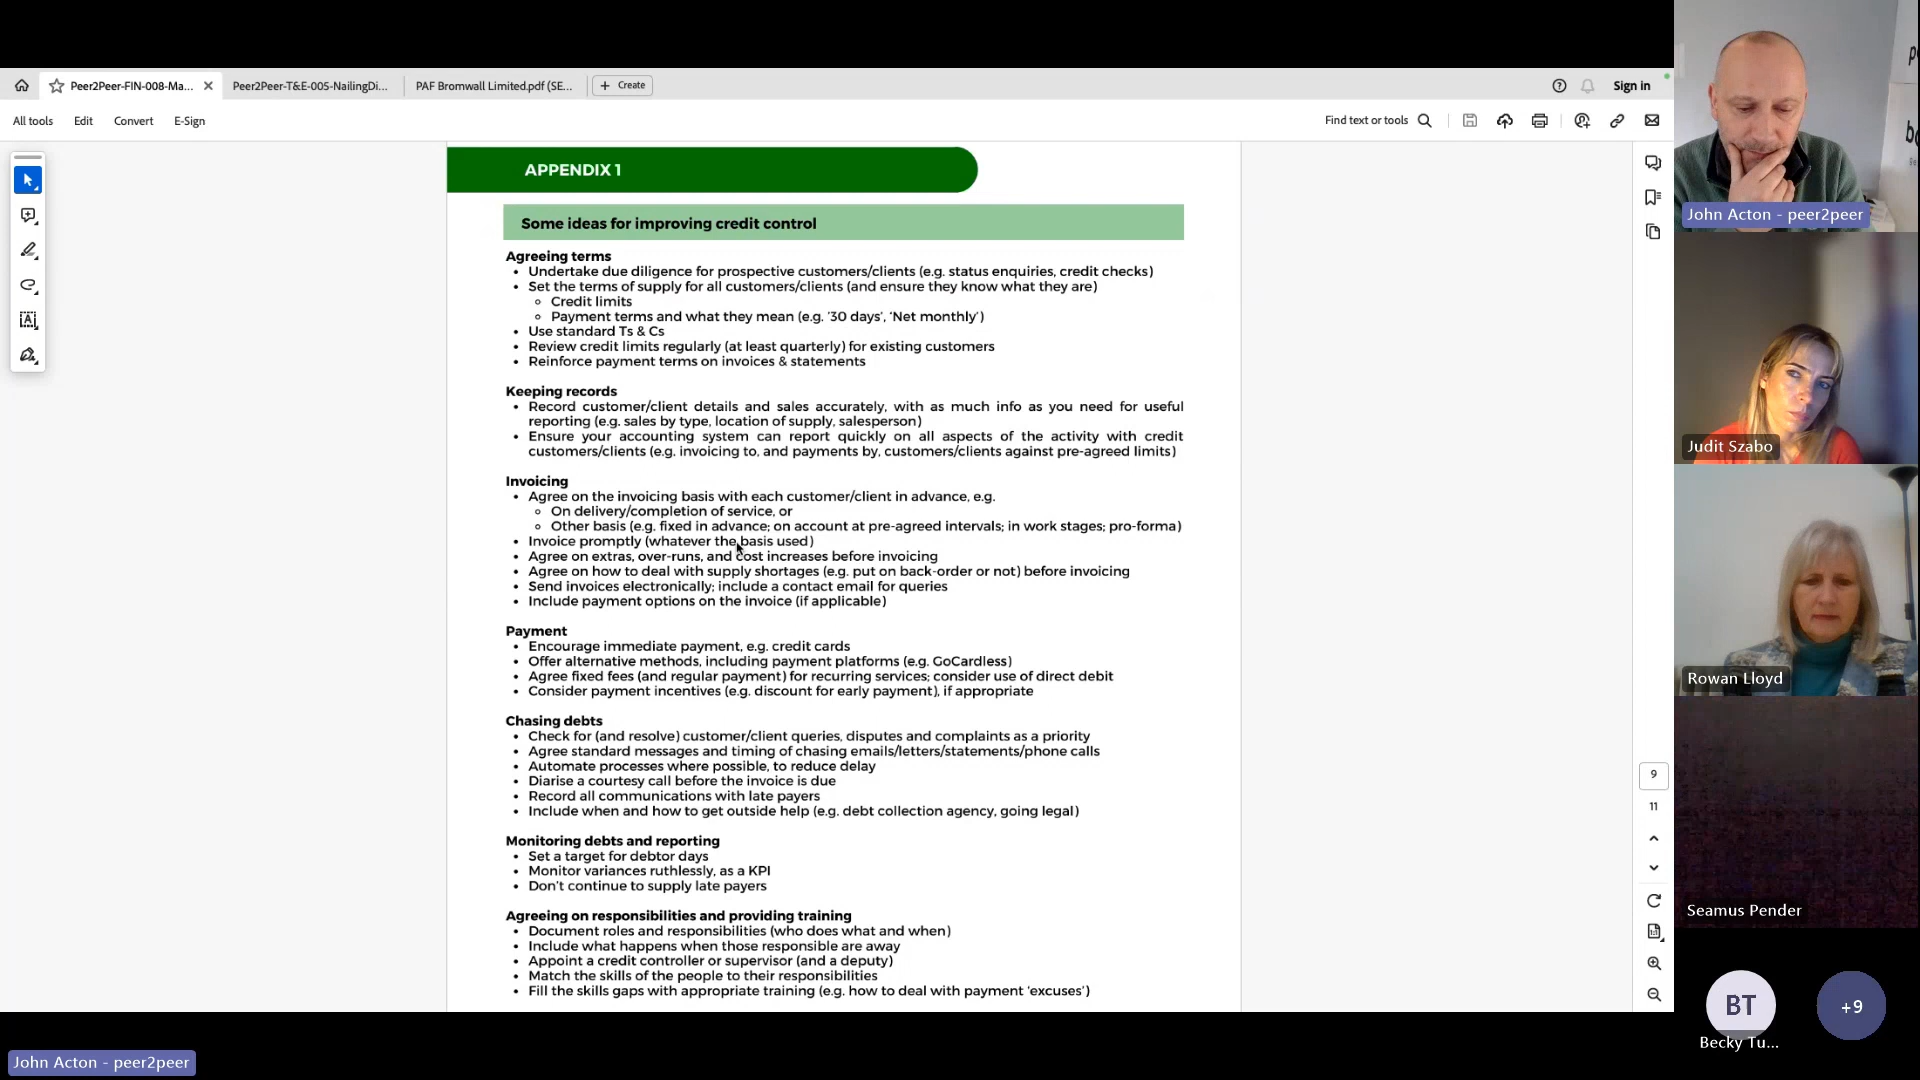 Peer2Peer-FIN-008-Ma...
Peer2Peer-T&E-005-NailingDi...
PAF Bromwall Limited.pdf (SE...
Create
Sign in
All tools
Edit
Convert
E-Sign
Find text or tools
APPENDIX 1
Some ideas for improving credit control
Agreeing terms
• Undertake due diligence for prospective customers/clients (e.g. status enquiries, credit checks)
• Set the terms of supply for all customers/clients (and ensure they know what they are)
◦ Credit limits
◦ Payment terms and what they mean (e.g. '30 days', 'Net monthly')
• Use standard Ts & Cs
• Review credit limits regularly (at least quarterly) for existing customers
• Reinforce payment terms on invoices & statements
Keeping records
• Record customer/client details and sales accurately, with as much info as you need for useful
reporting (e.g. sales by type, location of supply, salesperson)
• Ensure your accounting system can report quickly on all aspects of the activity with credit
customers/clients (e.g. invoicing to, and payments by, customers/clients against pre-agreed limits)
Invoicing
• Agree on the invoicing basis with each customer/client in advance, e.g.
◦ On delivery/completion of service, or
◦ Other basis (e.g. fixed in advance; on account at pre-agreed intervals; in work stages; pro-forma)
• Invoice promptly (whatever the basis used)
• Agree on extras, over-runs, and cost increases before invoicing
• Agree on how to deal with supply shortages (e.g. put on back-order or not) before invoicing
• Send invoices electronically; include a contact email for queries
• Include payment options on the invoice (if applicable)
Payment
• Encourage immediate payment, e.g. credit cards
• Offer alternative methods, including payment platforms (e.g. GoCardless)
• Agree fixed fees (and regular payment) for recurring services; consider use of direct debit
• Consider payment incentives (e.g. discount for early payment), if appropriate
Chasing debts
• Check for (and resolve) customer/client queries, disputes and complaints as a priority
• Agree standard messages and timing of chasing emails/letters/statements/phone calls
• Automate processes where possible, to reduce delay
• Diarise a courtesy call before the invoice is due
• Record all communications with late payers
• Include when and how to get outside help (e.g. debt collection agency, going legal)
Monitoring debts and reporting
• Set a target for debtor days
• Monitor variances ruthlessly, as a KPI
• Don't continue to supply late payers
Agreeing on responsibilities and providing training
• Document roles and responsibilities (who does what and when)
• Include what happens when those responsible are away
• Appoint a credit controller or supervisor (and a deputy)
• Match the skills of the people to their responsibilities
• Fill the skills gaps with appropriate training (e.g. how to deal with payment 'excuses')
9
11
John Acton - peer2peer
Judit Szabo
Rowan Lloyd
Seamus Pender
BT
Becky Tu...
+9
John Acton - peer2peer